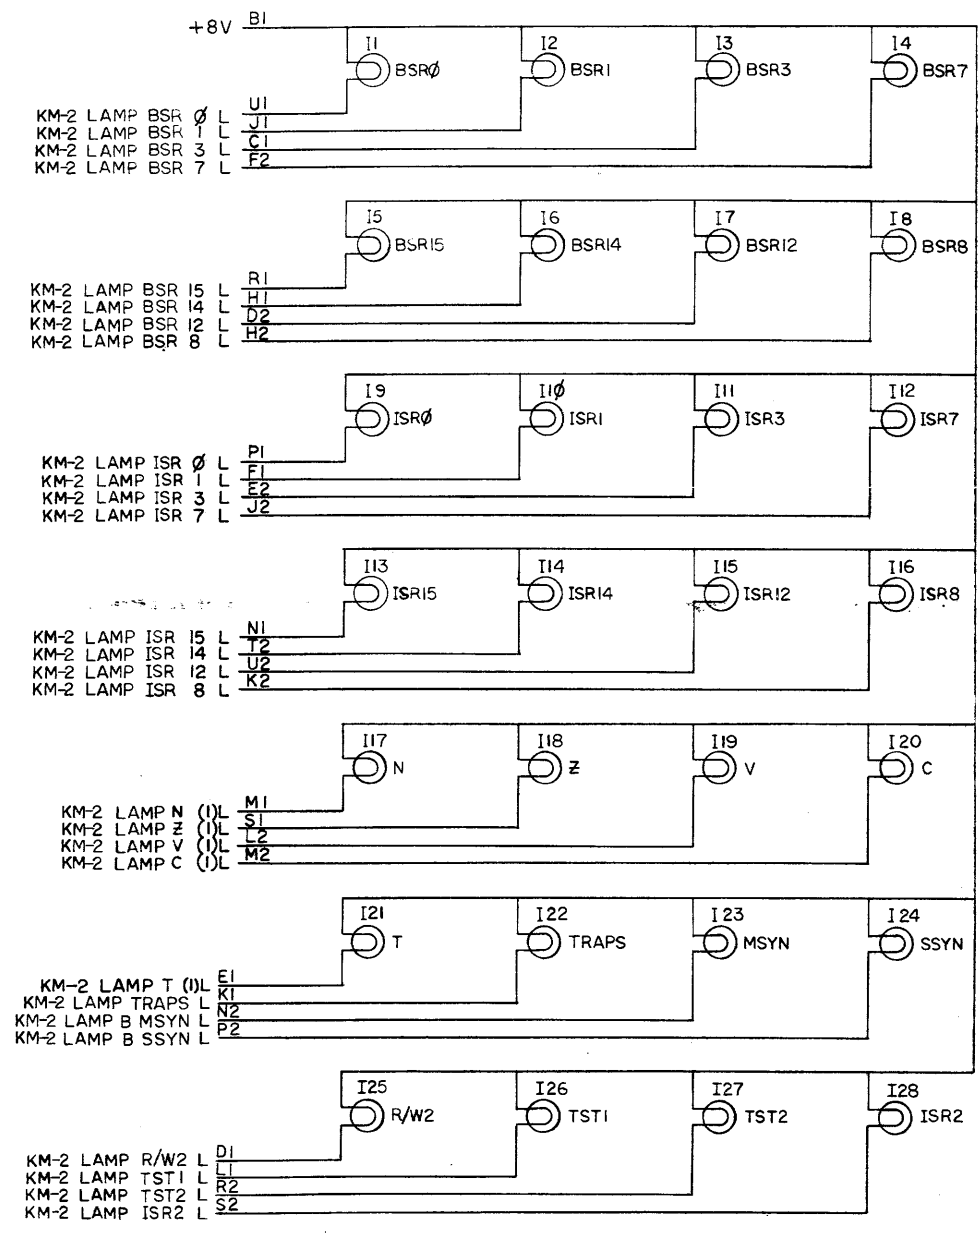 +8V B1
I1 I2 I3 I4
BSRØ BSR1 BSR3 BSR7
KM-2 LAMP BSR Ø L U1
KM-2 LAMP BSR 1 L J1
KM-2 LAMP BSR 3 L C1
KM-2 LAMP BSR 7 L F2
I5 I6 I7 I8
BSR15 BSR14 BSR12 BSR8
KM-2 LAMP BSR 15 L R1
KM-2 LAMP BSR 14 L H1
KM-2 LAMP BSR 12 L D2
KM-2 LAMP BSR 8 L H2
I9 I1Ø I11 I12
ISRØ ISR1 ISR3 ISR7
KM-2 LAMP ISR Ø L P1
KM-2 LAMP ISR 1 L F1
KM-2 LAMP ISR 3 L E2
KM-2 LAMP ISR 7 L J2
I13 I14 I15 I16
ISR15 ISR14 ISR12 ISR8
KM-2 LAMP ISR 15 L N1
KM-2 LAMP ISR 14 L T2
KM-2 LAMP ISR 12 L U2
KM-2 LAMP ISR 8 L K2
I17 I18 I19 I20
N Ƶ V C
KM-2 LAMP N (1)L M1
KM-2 LAMP Ƶ (1)L S1
KM-2 LAMP V (1)L L2
KM-2 LAMP C (1)L M2
I21 I22 I23 I24
T TRAPS MSYN SSYN
KM-2 LAMP T (1)L E1
KM-2 LAMP TRAPS L K1
KM-2 LAMP B MSYN L N2
KM-2 LAMP B SSYN L P2
I25 I26 I27 I28
R/W2 TST1 TST2 ISR2
KM-2 LAMP R/W2 L D1
KM-2 LAMP TST1 L L1
KM-2 LAMP TST2 L R2
KM-2 LAMP ISR2 L S2